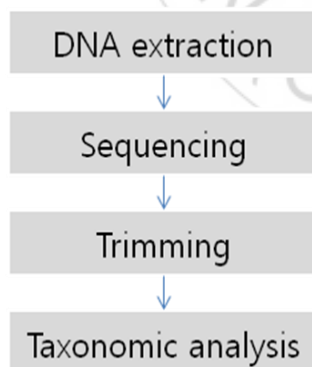 DNA extraction
Sequencing
Trimming
Taxonomic analysis